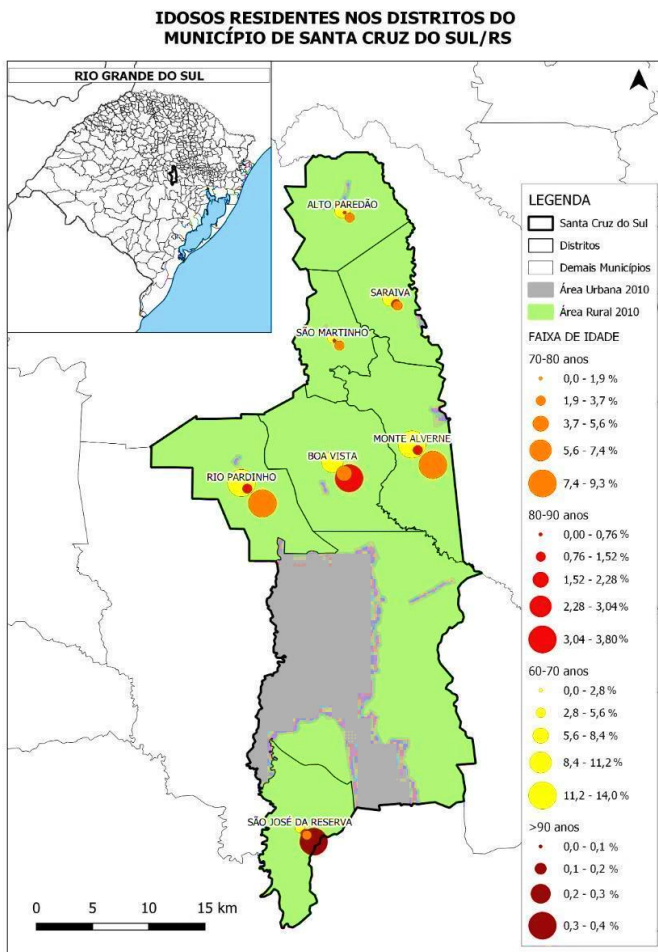 IDOSOS RESIDENTES NOS DISTRITOS DO
MUNICÍPIO DE SANTA CRUZ DO SUL/RS
RIO GRANDE DO SUL
ALTO PAREDÃO
SARAIVA
SÃO MARTINHO
MONTE ALVERNE
BOA VISTA
RIO PARDINHO
SÃO JOSÉ DA RESERVA
0 5 10 15 km
LEGENDA
Santa Cruz do Sul
Distritos
Demais Municípios
Área Urbana 2010
Área Rural 2010
FAIXA DE IDADE
70-80 anos
0,0 - 1,9 %
1,9 - 3,7 %
3,7 - 5,6 %
5,6 - 7,4 %
7,4 - 9,3 %
80-90 anos
0,00 - 0,76 %
0,76 - 1,52 %
1,52 - 2,28 %
2,28 - 3,04 %
3,04 - 3,80 %
60-70 anos
0,0 - 2,8 %
2,8 - 5,6 %
5,6 - 8,4 %
8,4 - 11,2 %
11,2 - 14,0 %
>90 anos
0,0 - 0,1 %
0,1 - 0,2 %
0,2 - 0,3 %
0,3 - 0,4 %